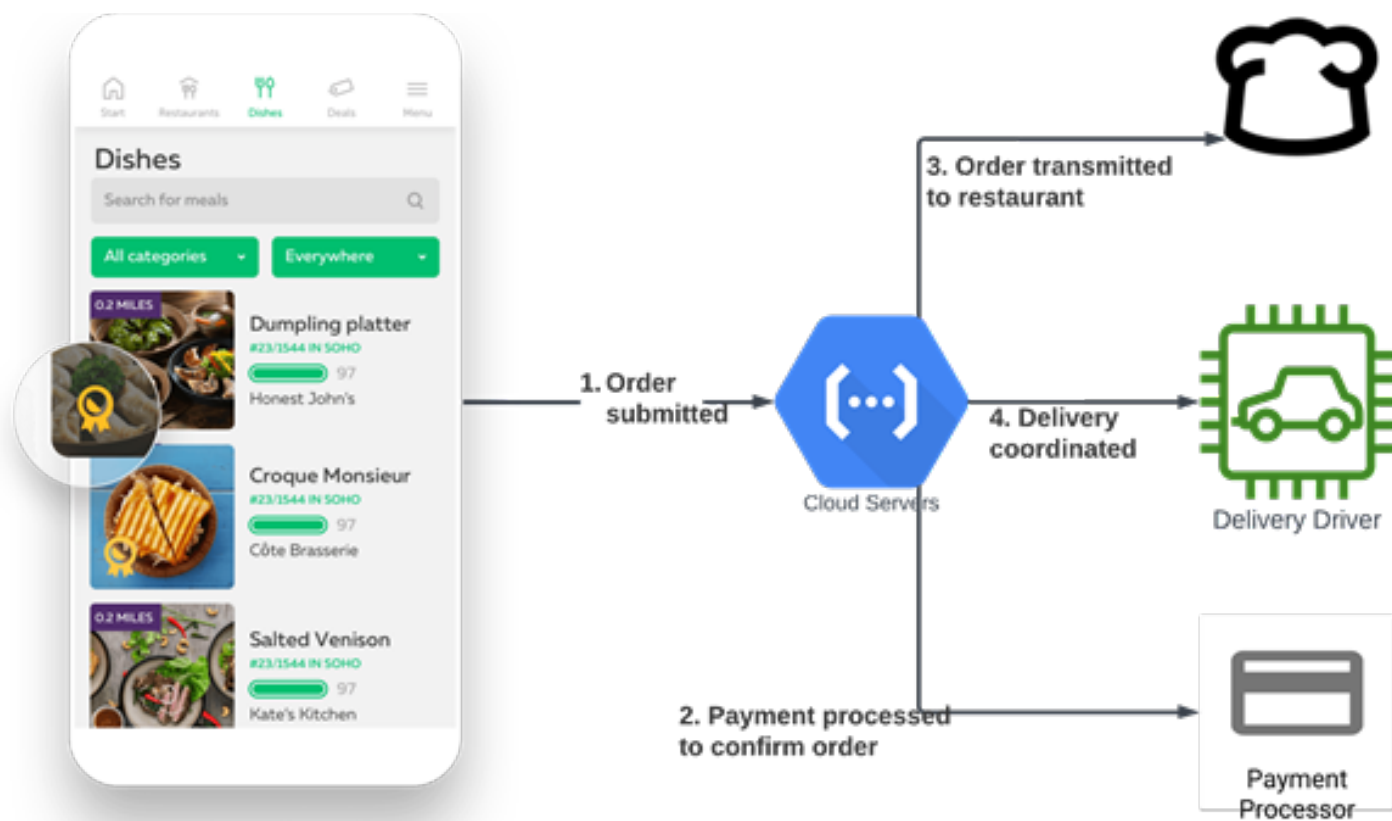 Start
Restaurants
Dishes
Deals
Menu
Dishes
Search for meals
All categories
Everywhere
0.2 MILES
Dumpling platter
#23/1544 IN SOHO
97
Honest John's
Croque Monsieur
#23/1544 IN SOHO
97
Côte Brasserie
0.2 MILES
Salted Venison
#23/1544 IN SOHO
97
Kate's Kitchen
1. Order
submitted
Cloud Servers
3. Order transmitted
to restaurant
4. Delivery
coordinated
Delivery Driver
2. Payment processed
to confirm order
Payment
Processor